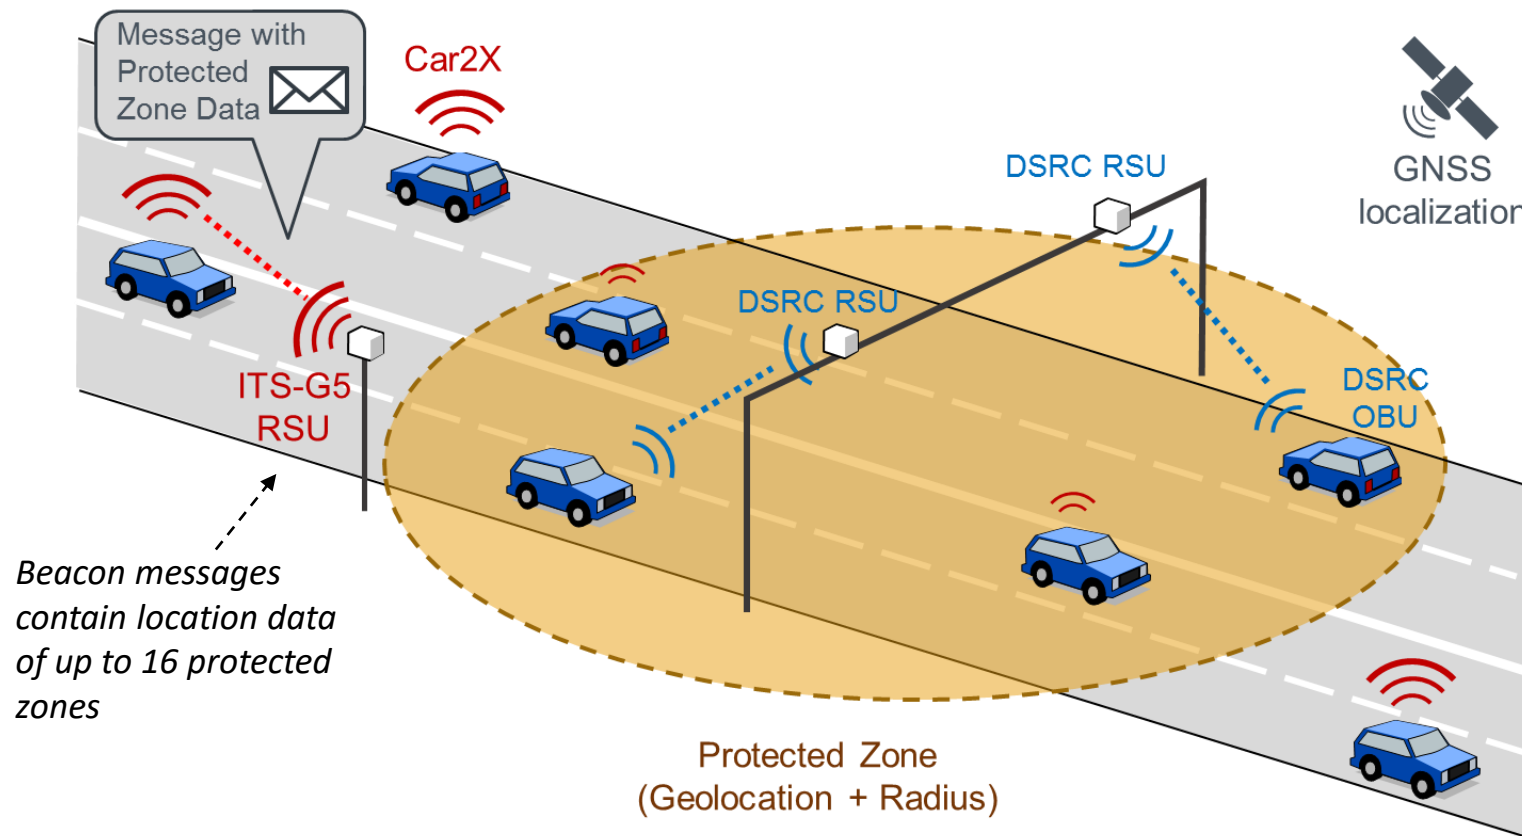 Message with
Protected
Zone Data
Car2X
DSRC RSU
GNSS
localization
DSRC RSU
ITS-G5
RSU
DSRC
OBU
Beacon messages
contain location data
of up to 16 protected
zones
Protected Zone
(Geolocation + Radius)